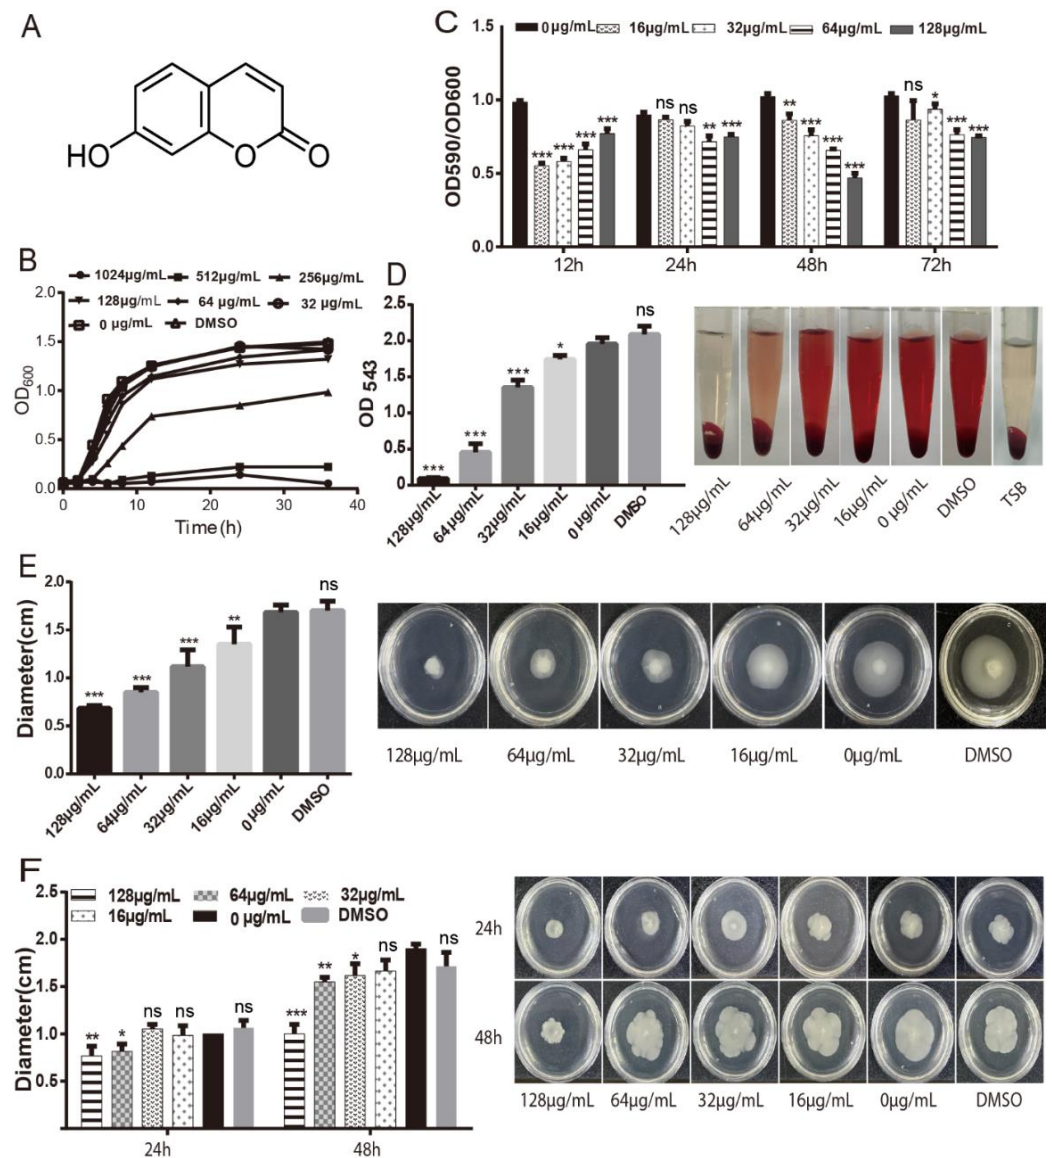 A
HO
O
O
C
0 μg/mL 16μg/mL 32μg/mL 64μg/mL 128μg/mL
OD590/OD600
1.5
1.0
0.5
0.0
ns ns ns *
*** *** *** *** ** *** ** *** *** *** *** ***
12h 24h 48h 72h
B
1024μg/mL 512μg/mL 256μg/mL
128μg/mL 64 μg/mL 32 μg/mL
0 μg/mL DMSO
OD600
2.0
1.5
1.0
0.5
0.0
0 10 20 30 40
Time (h)
D
OD 543
2.5
2.0
1.5
1.0
0.5
0
*** *** *** * ns
128μg/mL 64μg/mL 32μg/mL 16μg/mL 0μg/mL DMSO
128μg/mL 64μg/mL 32μg/mL 16μg/mL 0 μg/mL DMSO TSB
E
Diameter(cm)
2.0
1.5
1.0
0.5
0.0
*** *** *** ** ns
128μg/mL 64μg/mL 32μg/mL 16μg/mL 0 μg/mL DMSO
128μg/mL 64μg/mL 32μg/mL 16μg/mL 0μg/mL DMSO
F
128μg/mL 64μg/mL 32μg/mL
16μg/mL 0 μg/mL DMSO
Diameter(cm)
2.5
2.0
1.5
1.0
0.5
** * ns ns ns *** ** * ns ns
24h 48h
24h
48h
128μg/mL 64μg/mL 32μg/mL 16μg/mL 0μg/mL DMSO